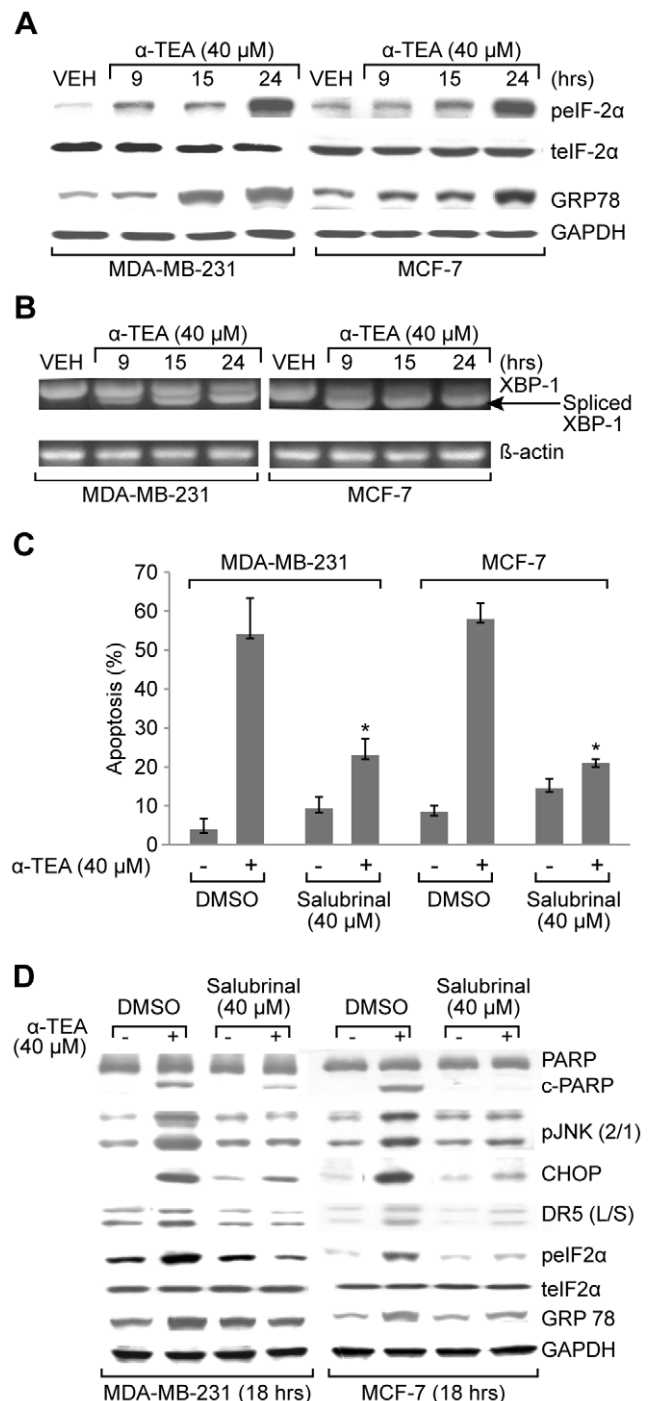 A
α-TEA (40 μM) α-TEA (40 μM)
VEH 9 15 24 VEH 9 15 24 (hrs)
peIF-2α
teIF-2α
GRP78
GAPDH
MDA-MB-231 MCF-7
B
α-TEA (40 μM) α-TEA (40 μM)
VEH 9 15 24 VEH 9 15 24 (hrs)
XBP-1
Spliced
XBP-1
ß-actin
MDA-MB-231 MCF-7
C
MDA-MB-231 MCF-7
Apoptosis (%)
70
60
50
40
30
20
10
0
* *
α-TEA (40 μM) - + - + - + - +
DMSO Salubrinal DMSO Salubrinal
(40 μM) (40 μM)
D
Salubrinal Salubrinal
DMSO (40 μM) DMSO (40 μM)
α-TEA - + - + - + - +
(40 μM)
PARP
c-PARP
pJNK (2/1)
CHOP
DR5 (L/S)
peIF2α
teIF2α
GRP 78
GAPDH
MDA-MB-231 (18 hrs) MCF-7 (18 hrs)